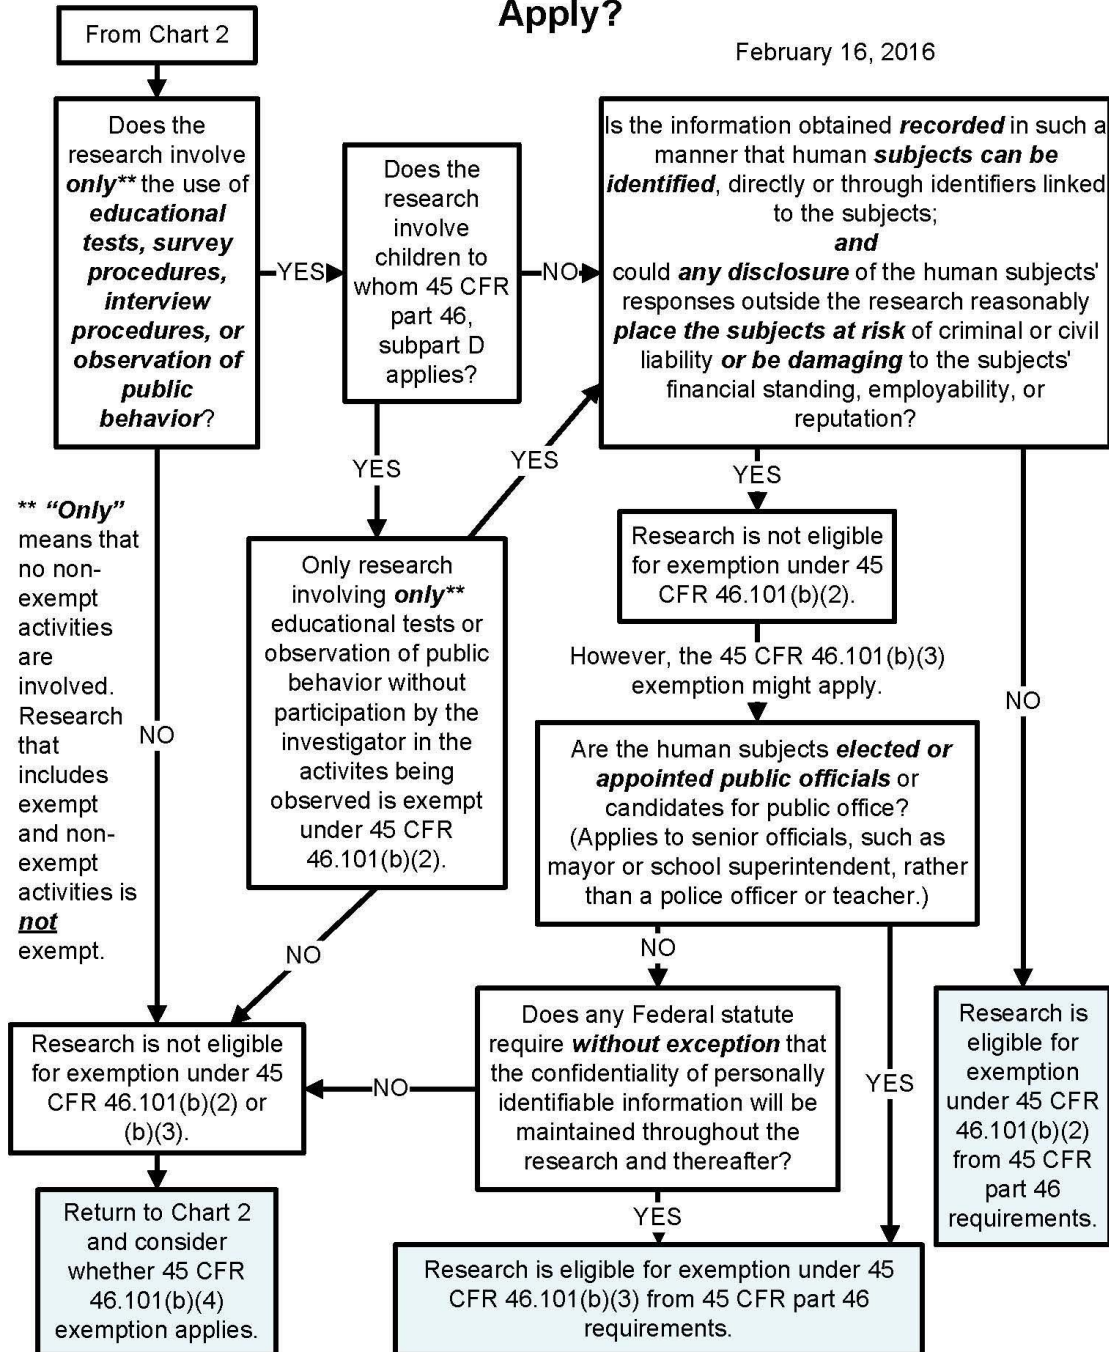 Apply?
February 16, 2016
From Chart 2
Does the
research involve
only** the use of
educational
tests, survey
procedures,
interview
procedures, or
observation of
public
behavior?
YES
Does the
research
involve
children to
whom 45 CFR
part 46,
subpart D
applies?
NO
Is the information obtained recorded in such a
manner that human subjects can be
identified, directly or through identifiers linked
to the subjects;
and
could any disclosure of the human subjects'
responses outside the research reasonably
place the subjects at risk of criminal or civil
liability or be damaging to the subjects'
financial standing, employability, or
reputation?
YES
YES
YES
** “Only”
means that
no non-
exempt
activities
are
involved.
Research
that
includes
exempt
and non-
exempt
activities is
not
exempt.
NO
Only research
involving only**
educational tests or
observation of public
behavior without
participation by the
investigator in the
activites being
observed is exempt
under 45 CFR
46.101(b)(2).
Research is not eligible
for exemption under 45
CFR 46.101(b)(2).
However, the 45 CFR 46.101(b)(3)
exemption might apply.
NO
Are the human subjects elected or
appointed public officials or
candidates for public office?
(Applies to senior officials, such as
mayor or school superintendent, rather
than a police officer or teacher.)
NO
NO
Research is not eligible
for exemption under 45
CFR 46.101(b)(2) or
(b)(3).
NO
Does any Federal statute
require without exception that
the confidentiality of personally
identifiable information will be
maintained throughout the
research and thereafter?
YES
Research is
eligible for
exemption
under 45 CFR
46.101(b)(2)
from 45 CFR
part 46
requirements.
Return to Chart 2
and consider
whether 45 CFR
46.101(b)(4)
exemption applies.
YES
Research is eligible for exemption under 45
CFR 46.101(b)(3) from 45 CFR part 46
requirements.